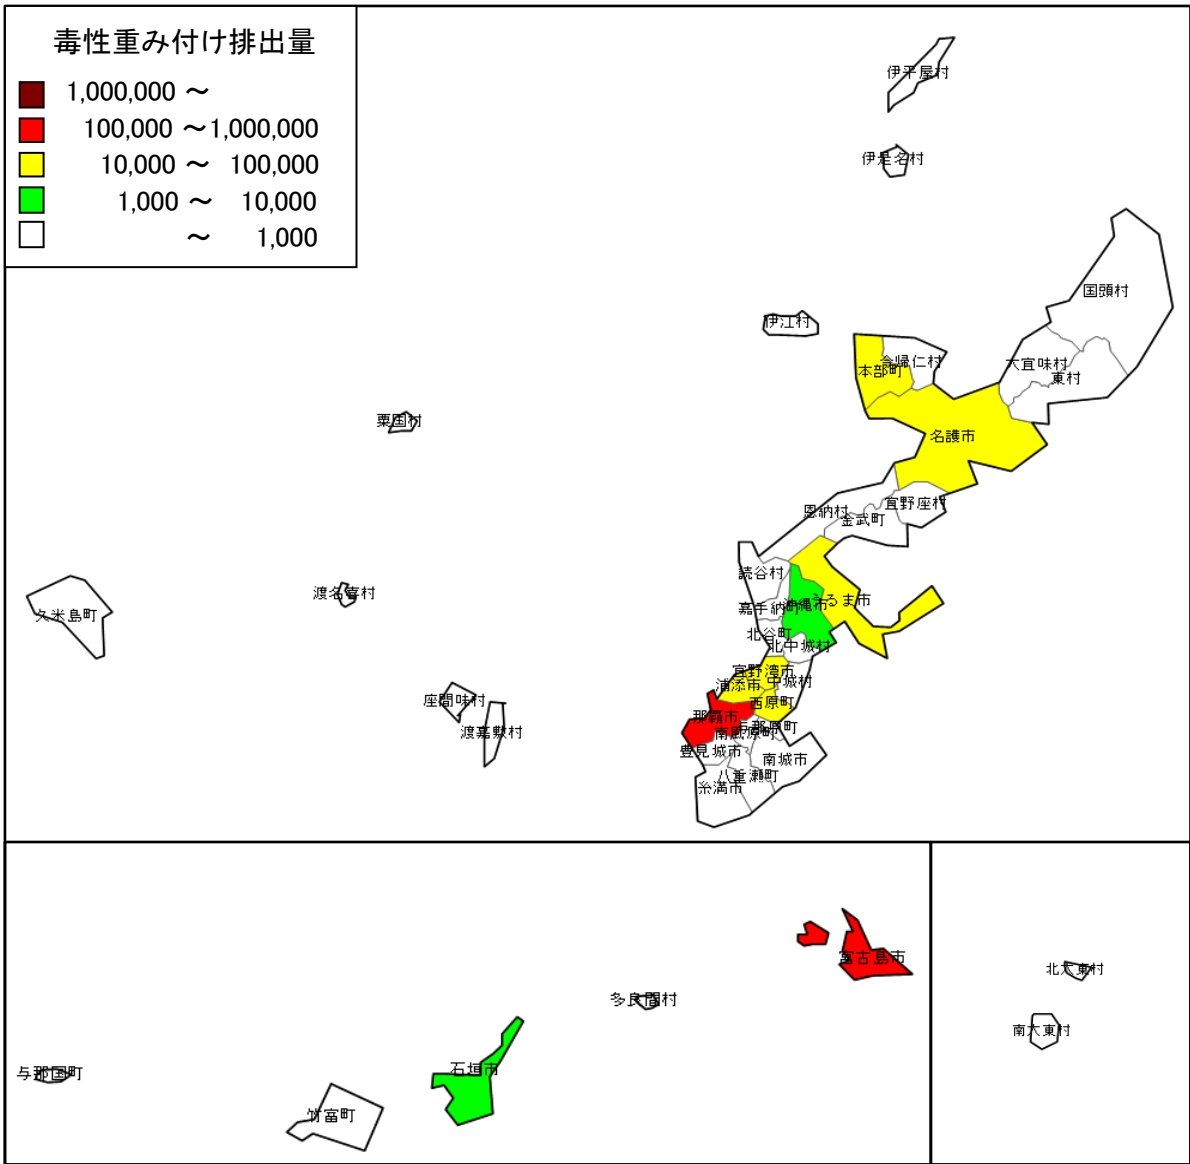 毒性重み付け排出量
1,000,000 ～
100,000 ～1,000,000
10,000 ～ 100,000
1,000 ～ 10,000
～ 1,000
伊平屋村
伊是名村
国頭村
伊江村
今帰仁村
本部町
大宜味村
東村
粟国村
名護市
宜野座村
恩納村
金武町
読谷村
渡名喜村
久米島町
うるま市
沖縄市
嘉手納町
北谷町
北中城村
宜野湾市
中城村
浦添市
座間味村
西原町
那覇市
与那原町
渡嘉敷村
南風原町
豊見城市
南城市
八重瀬町
糸満市
宮古島市
北大東村
多良間村
南大東村
石垣市
与那国町
竹富町